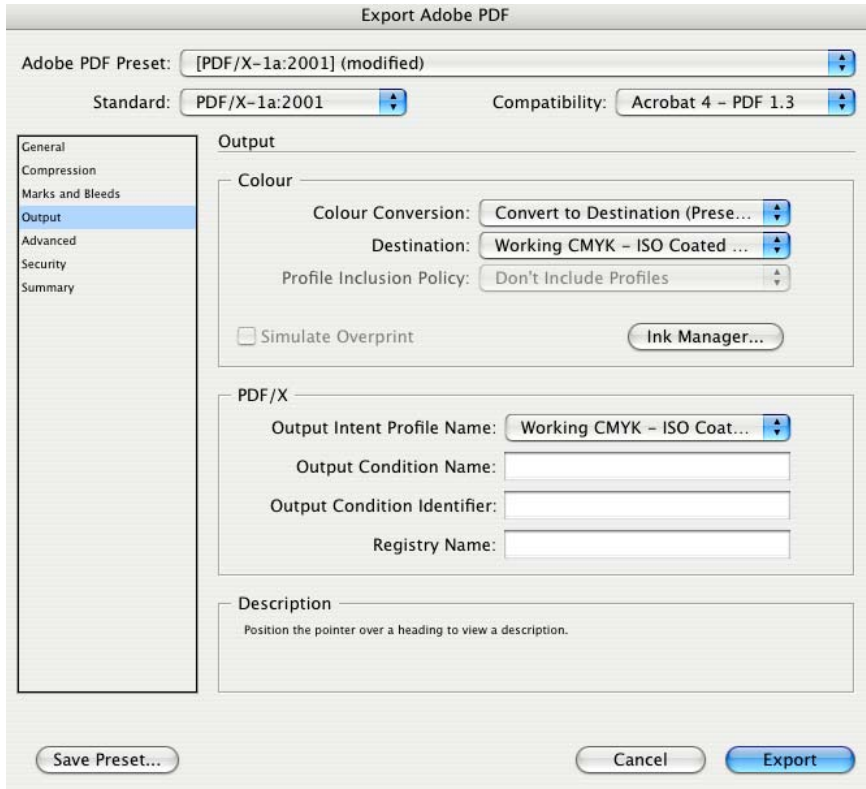 Export Adobe PDF
Adobe PDF Preset: [PDF/X-1a:2001] (modified)
Standard: PDF/X-1a:2001 Compatibility: Acrobat 4 – PDF 1.3
General
Compression
Marks and Bleeds
Output
Advanced
Security
Summary
Output
Colour
Colour Conversion: Convert to Destination (Prese...
Destination: Working CMYK – ISO Coated ...
Profile Inclusion Policy: Don't Include Profiles
Simulate Overprint Ink Manager...
PDF/X
Output Intent Profile Name: Working CMYK – ISO Coat...
Output Condition Name:
Output Condition Identifier:
Registry Name:
Description
Position the pointer over a heading to view a description.
Save Preset... Cancel Export